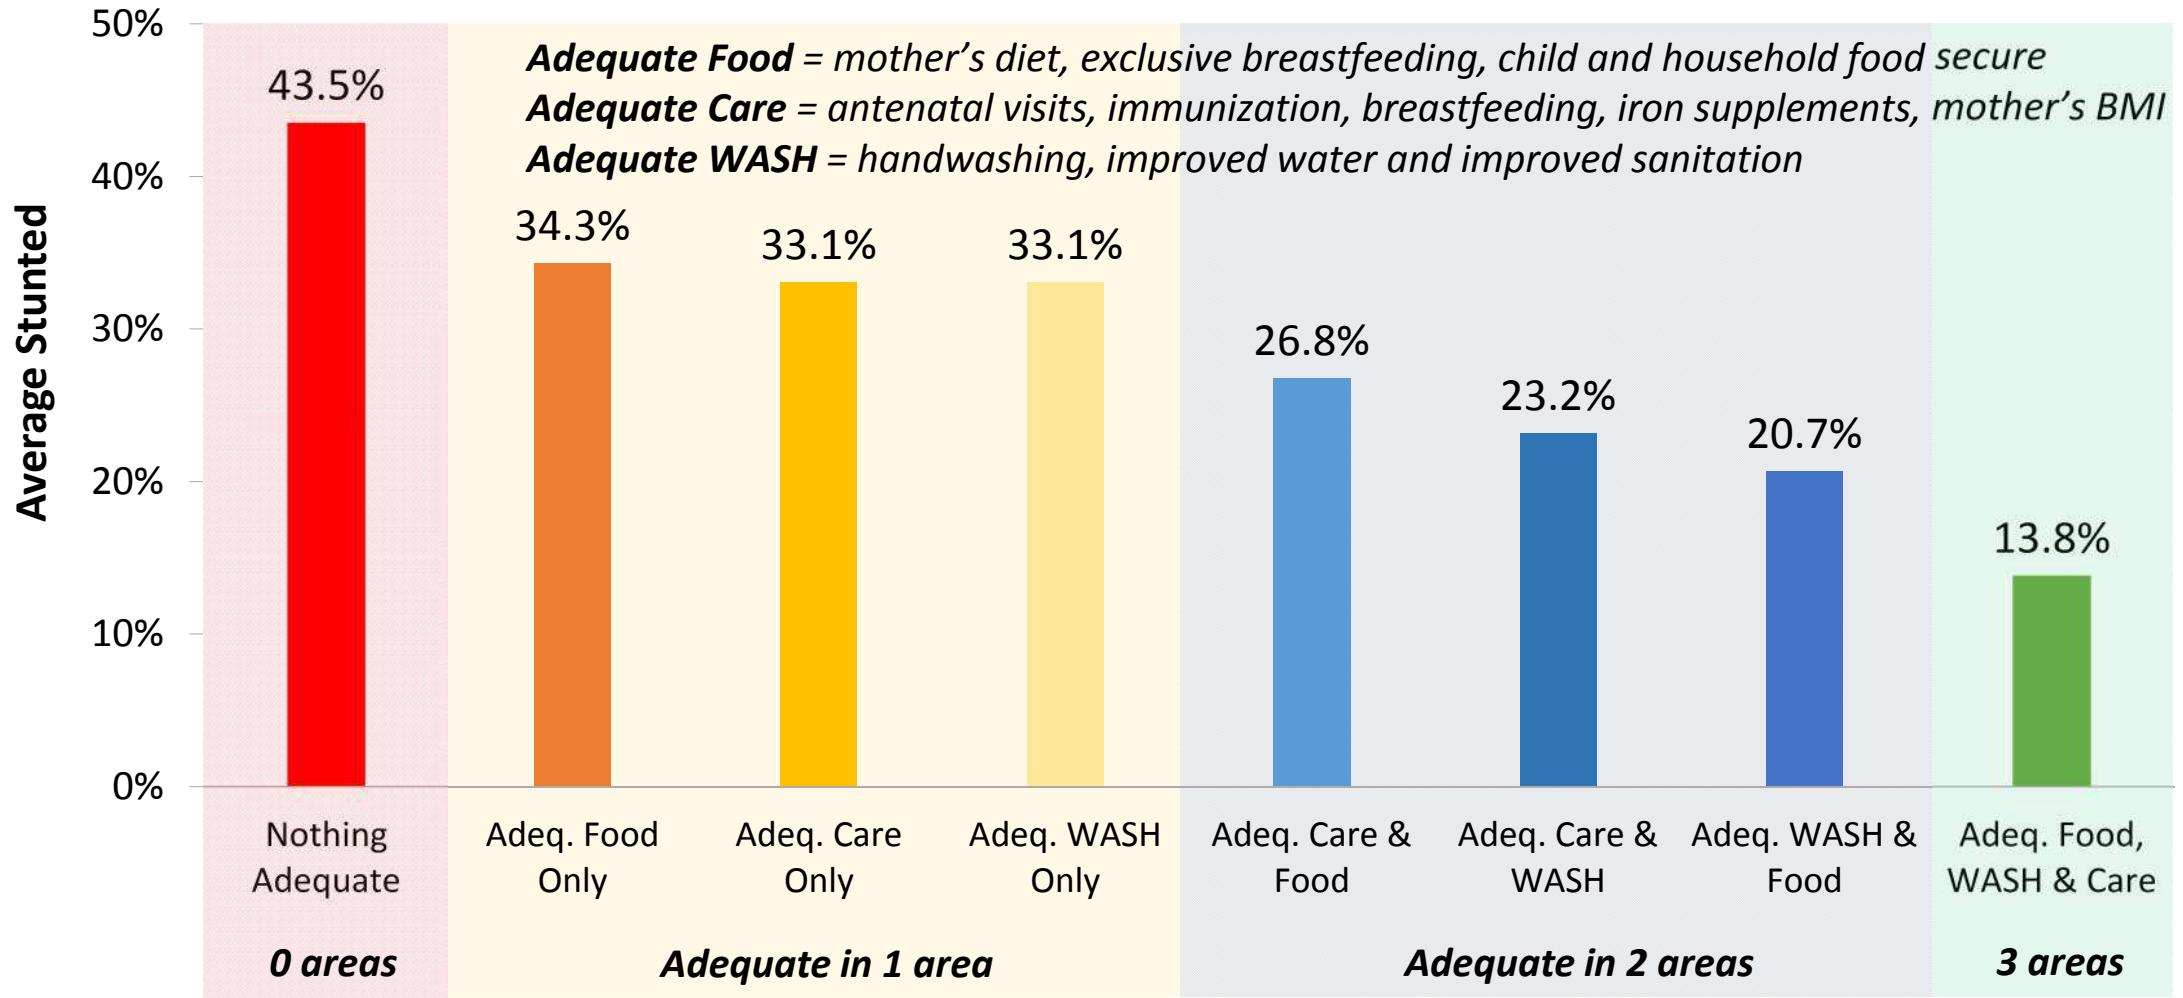 50%
40%
30%
20%
10%
0%
Average Stunted
Adequate Food = mother’s diet, exclusive breastfeeding, child and household food secure
Adequate Care = antenatal visits, immunization, breastfeeding, iron supplements, mother’s BMI
Adequate WASH = handwashing, improved water and improved sanitation
43.5%
34.3%
33.1%
33.1%
26.8%
23.2%
20.7%
13.8%
Nothing
Adequate
Adeq. Food
Only
Adeq. Care
Only
Adeq. WASH
Only
Adeq. Care &
Food
Adeq. Care &
WASH
Adeq. WASH &
Food
Adeq. Food,
WASH & Care
0 areas
Adequate in 1 area
Adequate in 2 areas
3 areas